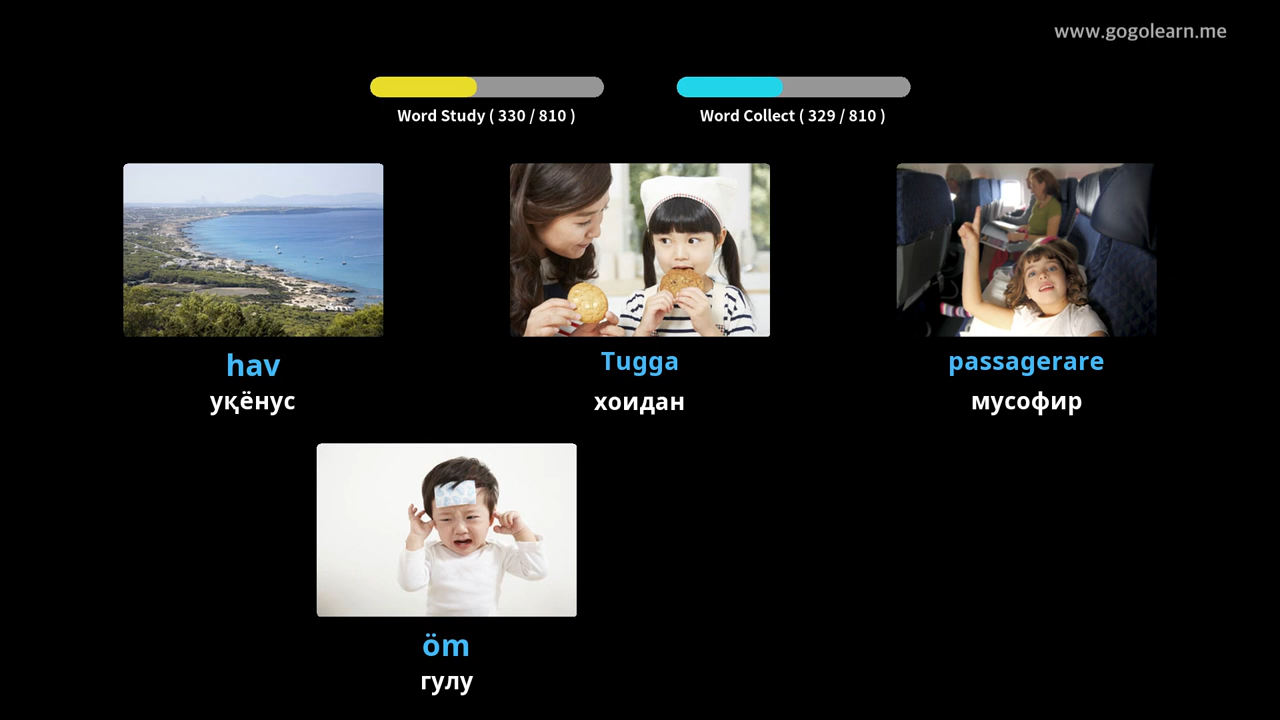 www.gogolearn.me
Word Study ( 330 / 810 )
Word Collect ( 329 / 810 )
hav
уқёнус
Tugga
хоидан
passagerare
мусофир
öm
гулу